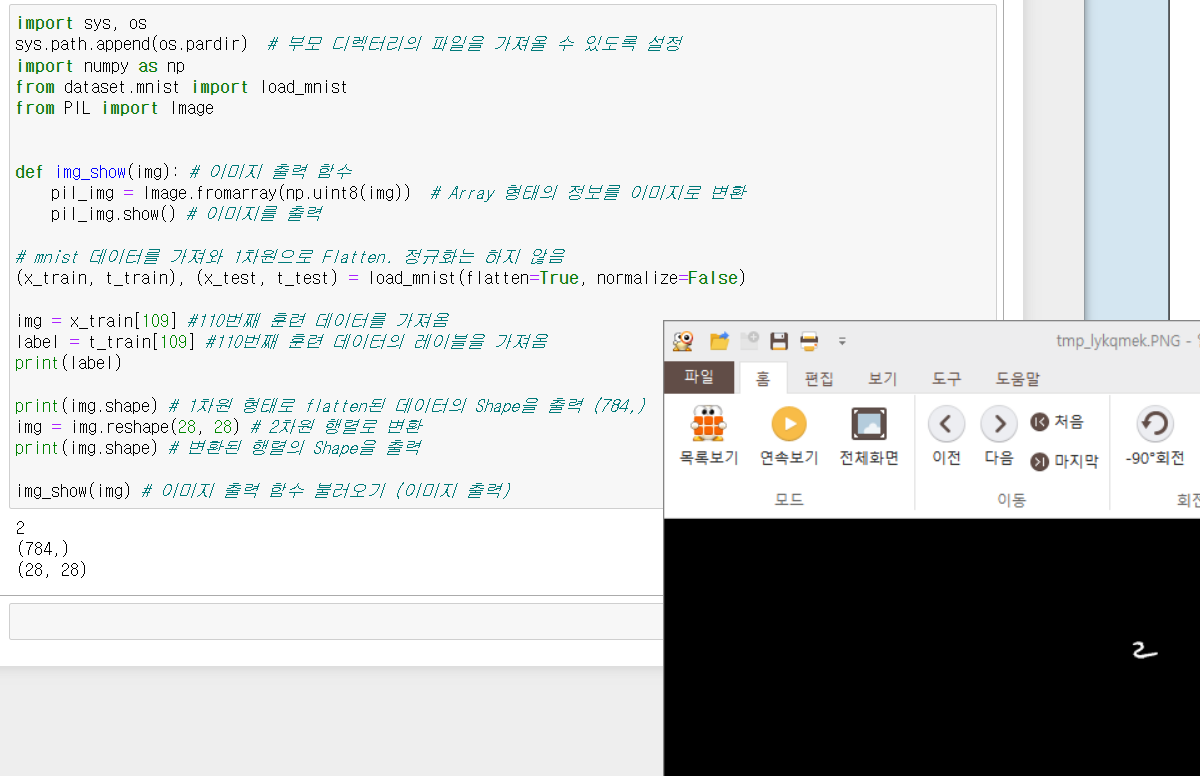 import sys, os
sys.path.append(os.pardir)  # 부모 디렉터리의 파일을 가져올 수 있도록 설정
import numpy as np
from dataset.mnist import load_mnist
from PIL import Image
def img_show(img): # 이미지 출력 함수
    pil_img = Image.fromarray(np.uint8(img))  # Array 형태의 정보를 이미지로 변환
    pil_img.show() # 이미지를 출력
# mnist 데이터를 가져와 1차원으로 Flatten. 정규화는 하지 않음
(x_train, t_train), (x_test, t_test) = load_mnist(flatten=True, normalize=False)
img = x_train[109] #110번째 훈련 데이터를 가져옴
label = t_train[109] #110번째 훈련 데이터의 레이블을 가져옴
print(label)
print(img.shape) # 1차원 형태로 flatten된 데이터의 Shape을 출력 (784,)
img = img.reshape(28, 28) # 2차원 행렬로 변환
print(img.shape) # 변환된 행렬의 Shape을 출력
img_show(img) # 이미지 출력 함수 불러오기 (이미지 출력)
2
(784,)
(28, 28)
tmp_lykqmek.PNG -
파일 홈 편집 보기 도구 도움말
목록보기 연속보기 전체화면 이전 다음 처음 마지막 -90°회전
모드 이동
2